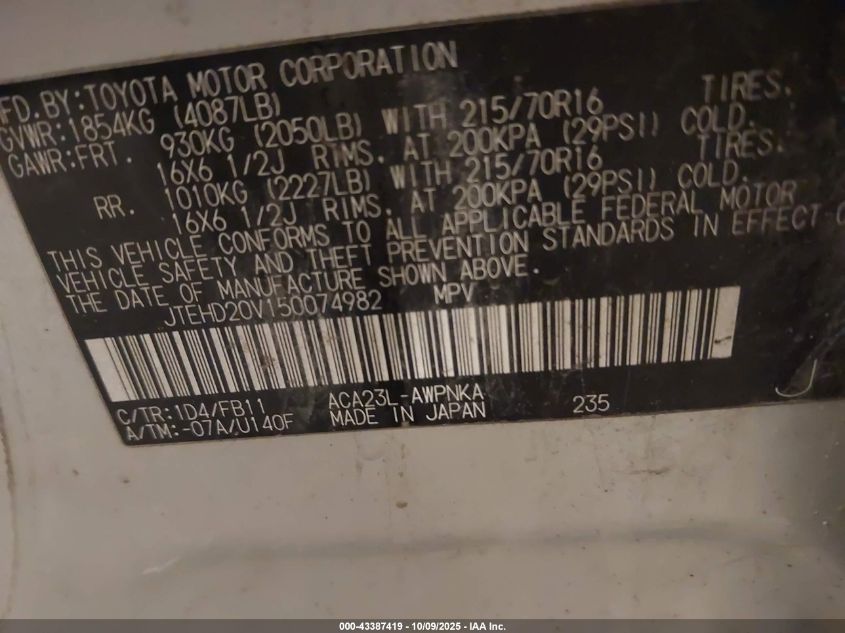 MFD.BY:TOYOTA MOTOR CORPORATION
GVWR:1854KG (4087LB)
GAWR:FRT. 930KG (2050LB) WITH 215/70R16 TIRES.
16X6 1/2J RIMS. AT 200KPA (29PSI) COLD.
RR. 1010KG (2227LB) WITH 215/70R16 TIRES.
16X6 1/2J RIMS. AT 200KPA (29PSI) COLD.
THIS VEHICLE CONFORMS TO ALL APPLICABLE FEDERAL MOTOR
VEHICLE SAFETY AND THEFT PREVENTION STANDARDS IN EFFECT O
THE DATE OF MANUFACTURE SHOWN ABOVE.
JTEHD20V150074982 MPV
C/TR:1D4/FB11 ACA23L-AWPNKA 235
A/TM:-07A/U140F MADE IN JAPAN
J
000-43387419 - 10/09/2025 - IAA Inc.